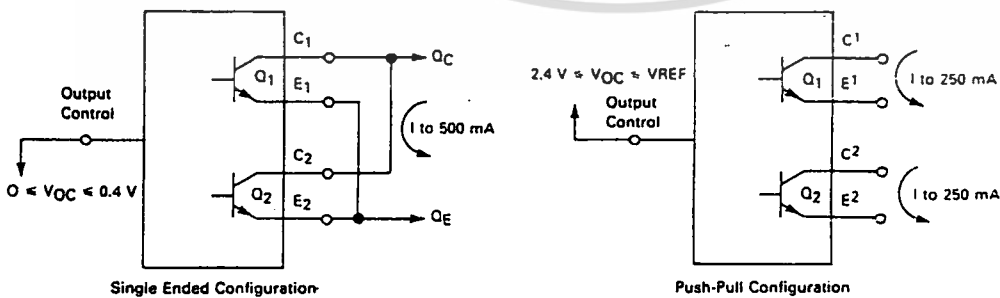 C1
QC
Q1
E1
Output
Control
I to 500 mA
C2
O ≤ VOC ≤ 0.4 V
Q2
E2
QE
Single Ended Configuration
C1
2.4 V ≤ VOC ≤ VREF
Q1
I to 250 mA
E1
Output
Control
C2
Q2
I to 250 mA
E2
Push-Pull Configuration